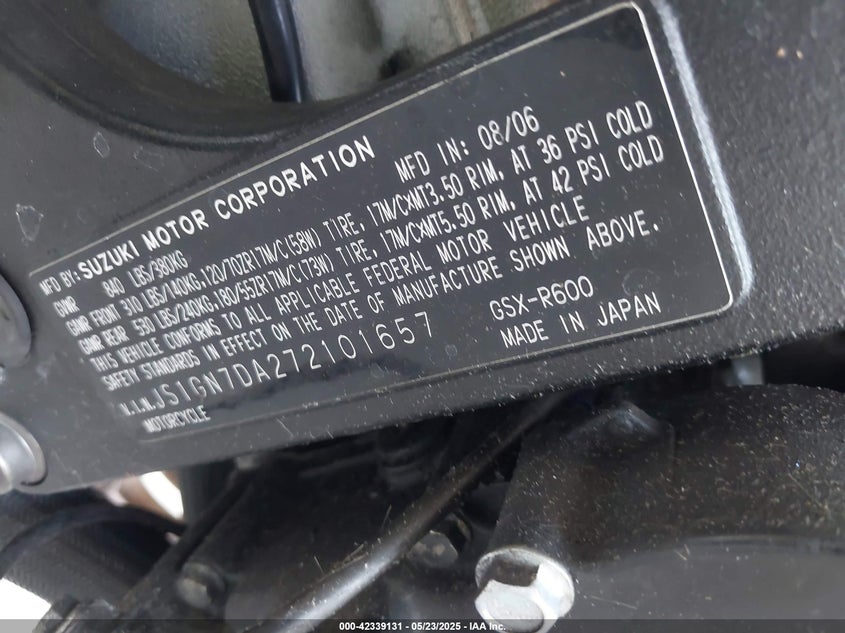 MFD BY: SUZUKI MOTOR CORPORATION MFD IN: 08/06
GVWR 840 LBS/380KG
GAWR FRONT 310 LBS/140KG,120/70ZR17M/C(58W) TIRE, 17M/CXMT3.50 RIM, AT 36 PSI COLD
GAWR REAR 530 LBS/240KG,180/55ZR17M/C(73W) TIRE, 17M/CXMT5.50 RIM, AT 42 PSI COLD
THIS VEHICLE CONFORMS TO ALL APPLICABLE FEDERAL MOTOR VEHICLE
SAFETY STANDARDS IN EFFECT ON THE DATE OF MANUFACTURE SHOWN ABOVE.
V.I.N. JS1GN7DA272101657 GSX-R600
MOTORCYCLE MADE IN JAPAN
000-42339131 - 05/23/2025 - IAA Inc.